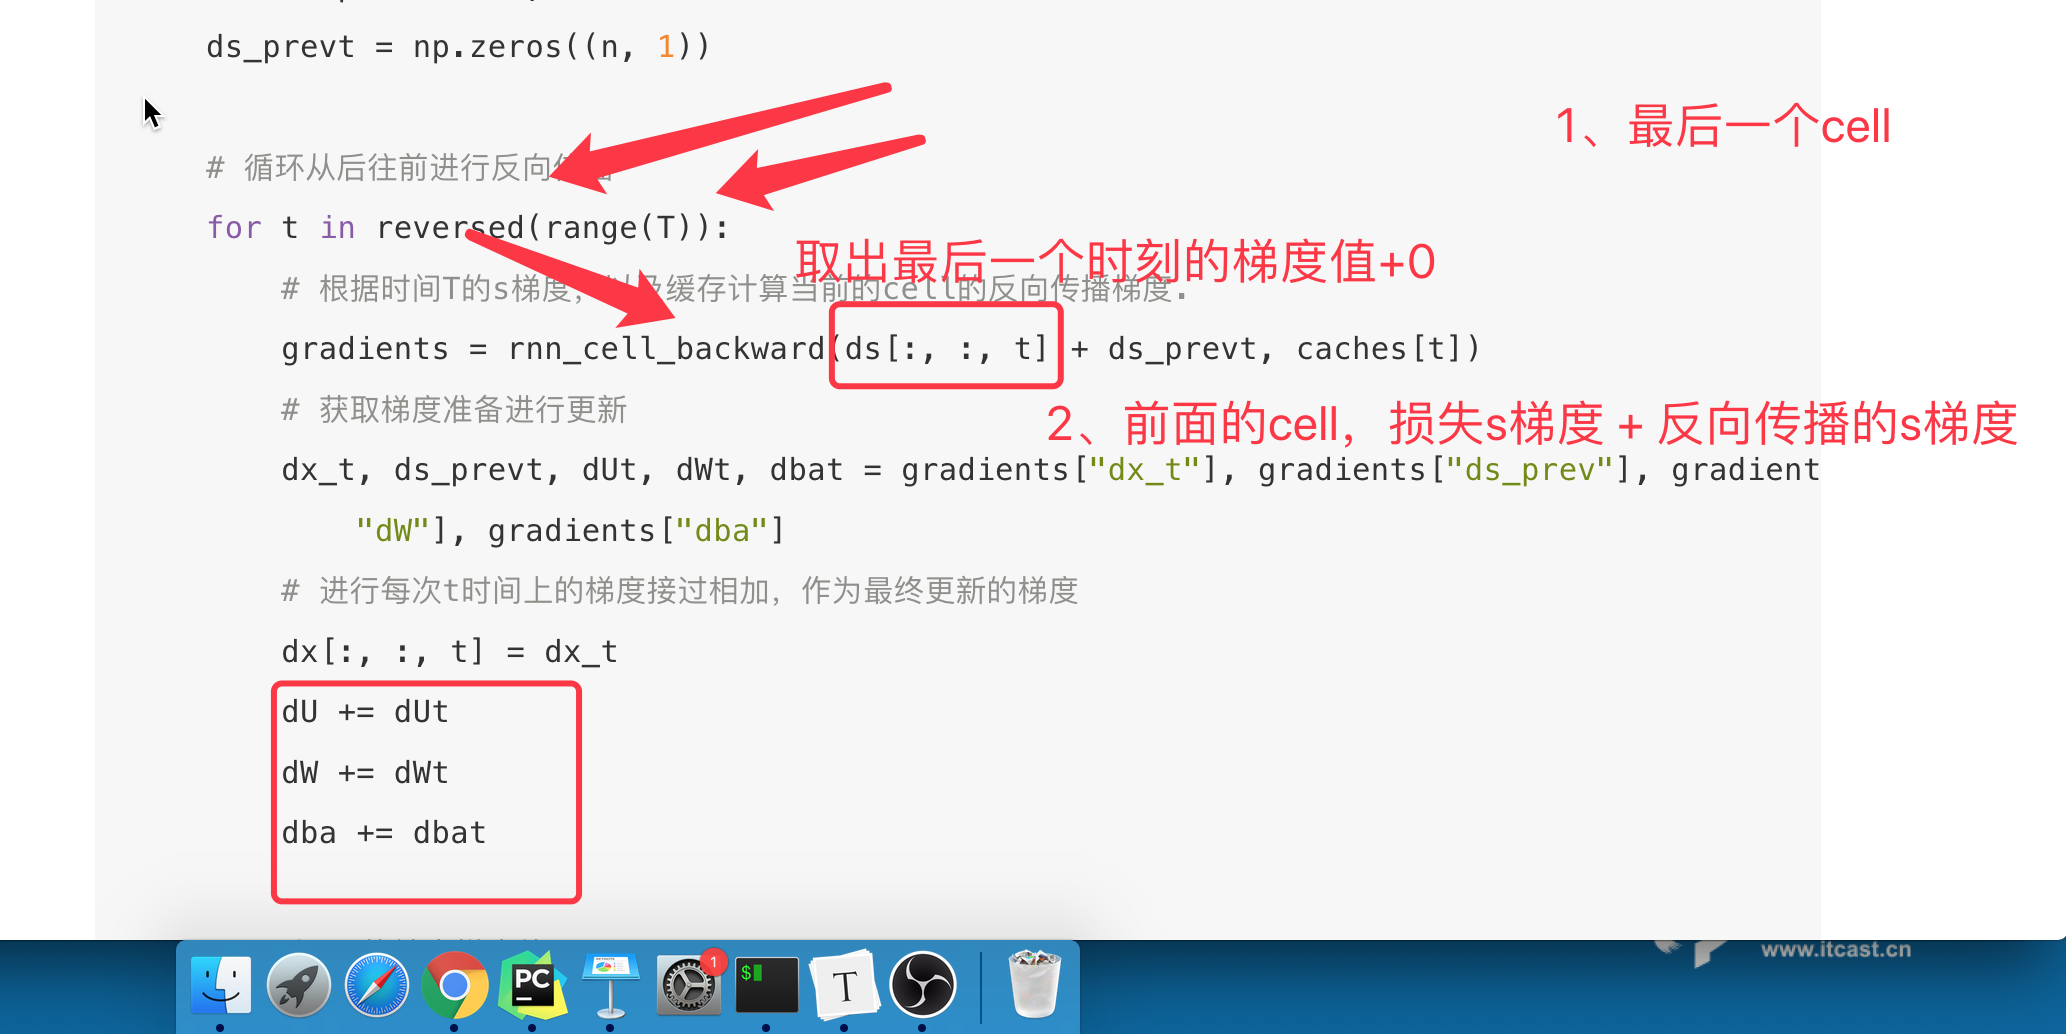 ds_prevt = np.zeros((n, 1))
1、最后一个cell
# 循环从后往前进行反向
for t in reversed(range(T)):
取出最后一个时刻的梯度值+0
# 根据时间T的s梯度，以及缓存计算当前的cell的反向传播梯度.
gradients = rnn_cell_backward(ds[:, :, t] + ds_prevt, caches[t])
# 获取梯度准备进行更新
2、前面的cell，损失s梯度 + 反向传播的s梯度
dx_t, ds_prevt, dUt, dWt, dbat = gradients["dx_t"], gradients["ds_prev"], gradient
"dW"], gradients["dba"]
# 进行每次t时间上的梯度接过相加，作为最终更新的梯度
dx[:, :, t] = dx_t
dU += dUt
dW += dWt
dba += dbat
www.itcast.cn
PC
1
$
T